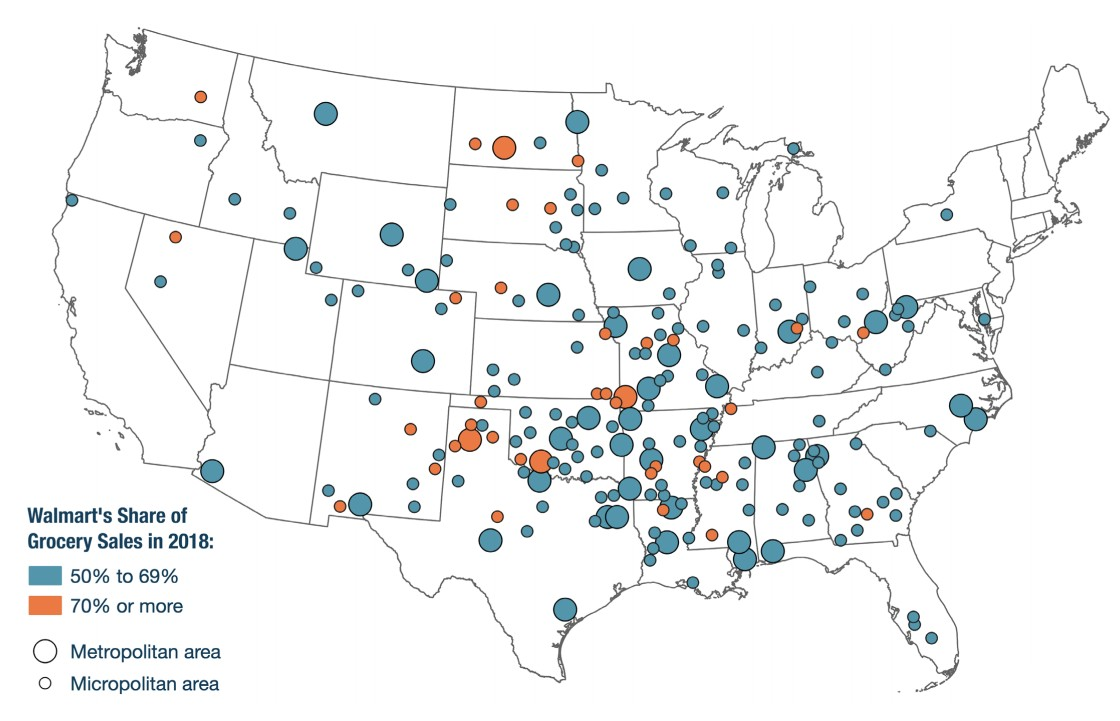 Walmart's Share of
Grocery Sales in 2018:
50% to 69%
70% or more
Metropolitan area
Micropolitan area